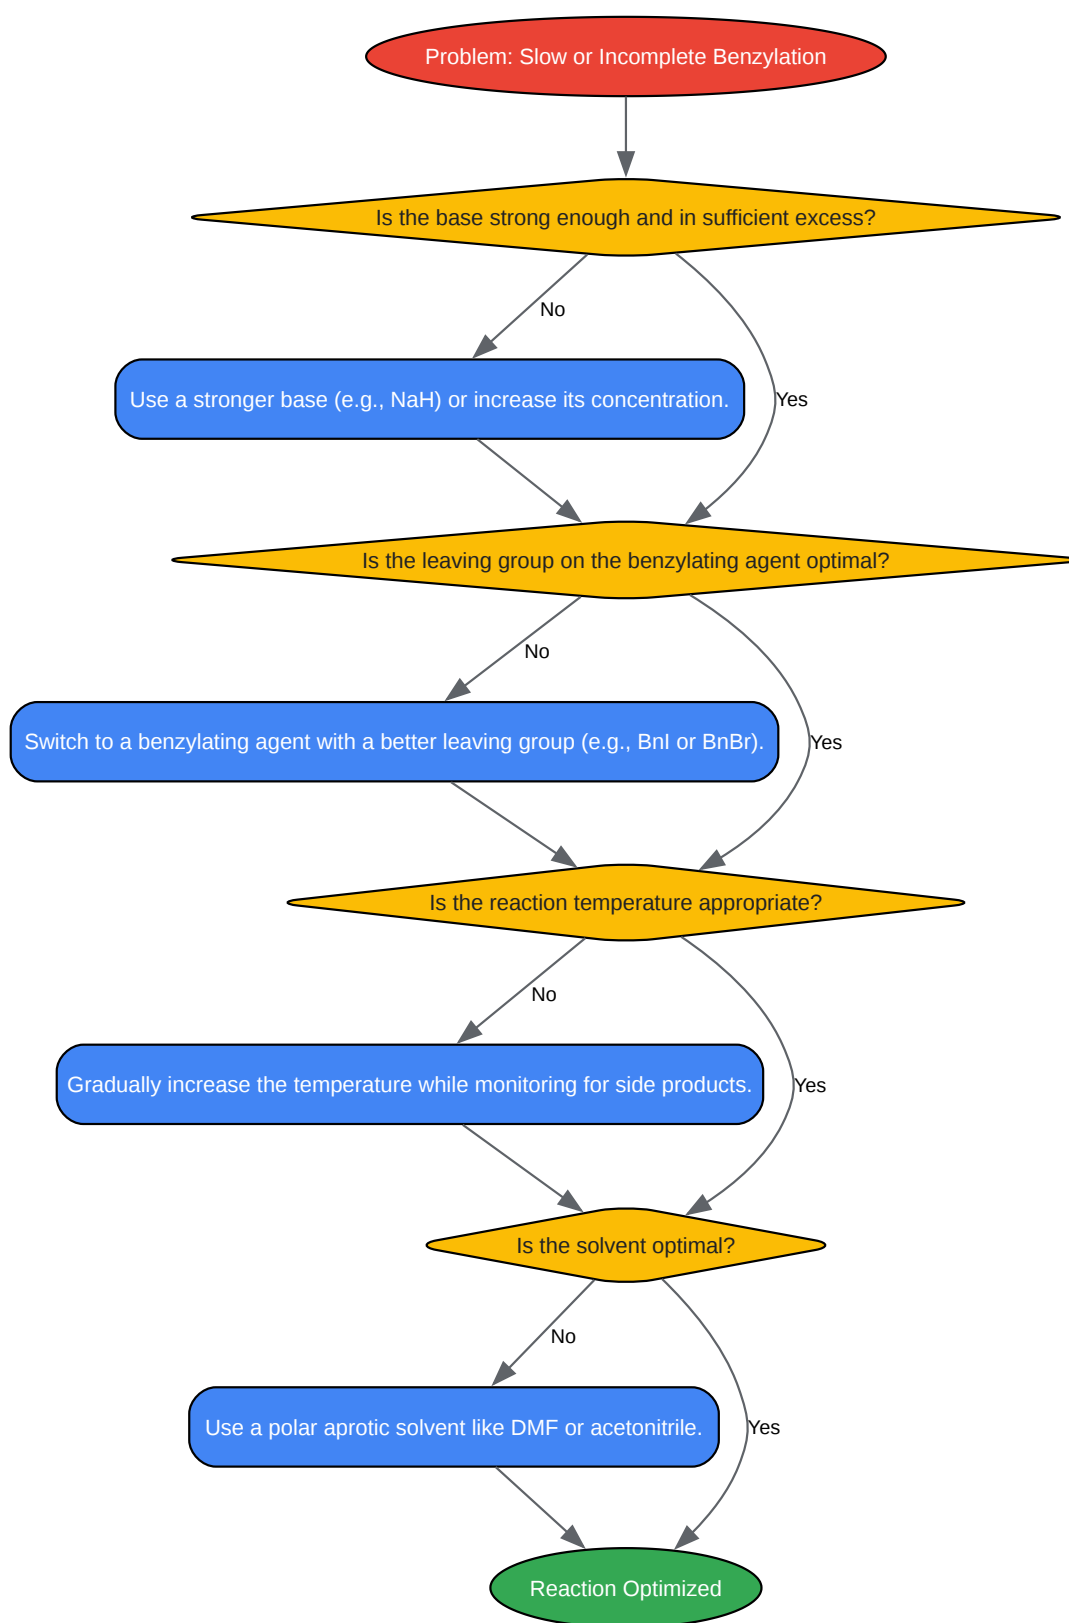 Problem: Slow or Incomplete Benzylation
Is the base strong enough and in sufficient excess?
No
Use a stronger base (e.g., NaH) or increase its concentration.
Yes
Is the leaving group on the benzylating agent optimal?
No
Switch to a benzylating agent with a better leaving group (e.g., BnI or BnBr).
Yes
Is the reaction temperature appropriate?
No
Gradually increase the temperature while monitoring for side products.
Yes
Is the solvent optimal?
No
Use a polar aprotic solvent like DMF or acetonitrile.
Yes
Reaction Optimized